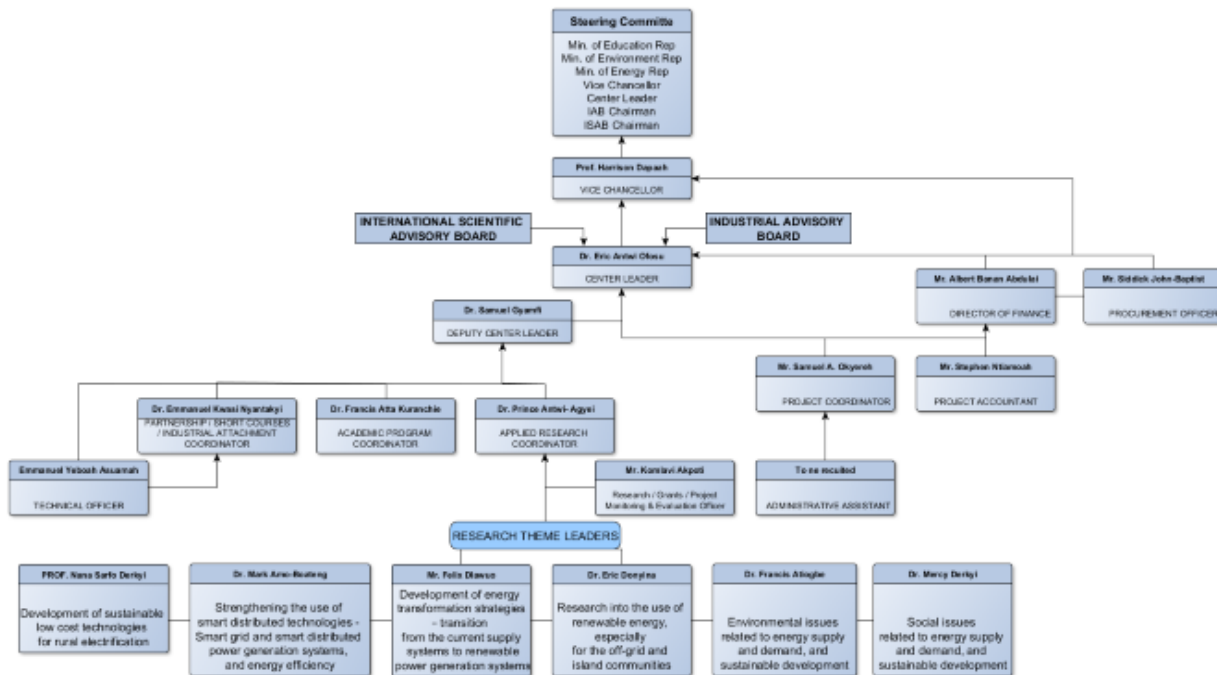 Steering Committe
Min. of Education Rep
Min. of Environment Rep
Min. of Energy Rep
Vice Chancellor
Center Leader
IAB Chairman
ISAB Chairman
Prof. Harrison Dapaah
VICE CHANCELLOR
INTERNATIONAL SCIENTIFIC
ADVISORY BOARD
INDUSTRIAL ADVISORY
BOARD
Dr. Eric Antwi Ofosu
CENTER LEADER
Mr. Albert Banan Abdulai
DIRECTOR OF FINANCE
Mr. Siddick John-Baptist
PROCUREMENT OFFICER
Dr. Samuel Gyamfi
DEPUTY CENTER LEADER
Mr. Samuel A. Okyereh
PROJECT COORDINATOR
Mr. Stephen Ntiamoah
PROJECT ACCOUNTANT
Dr. Emmanuel Kwasi Nyantakyi
PARTNERSHIP / SHORT COURSES
/ INDUSTRIAL ATTACHMENT
COORDINATOR
Dr. Francis Atta Kuranchie
ACADEMIC PROGRAM
COORDINATOR
Dr. Prince Antwi- Agyei
APPLIED RESEARCH
COORDINATOR
Emmanuel Yeboah Asuamah
TECHNICAL OFFICER
Mr. Komlavi Akpoti
Research / Grants / Project
Monitoring & Evaluation Officer
To ne recuited
ADMINISTRATIVE ASSISTANT
RESEARCH THEME LEADERS
PROF. Nana Sarfo Derkyi
Development of sustainable
low cost technologies
for rural electrification
Dr. Mark Amo-Boateng
Strengthening the use of
smart distributed technologies -
Smart grid and smart distributed
power generation systems,
and energy efficiency
Mr. Felix Diawuo
Development of energy
transformation strategies
– transition
from the current supply
systems to renewable
power generation systems
Dr. Eric Donyina
Research into the use of
renewable energy,
especially
for the off-grid and
island communities
Dr. Francis Atiogbe
Environmental issues
related to energy supply
and demand, and
sustainable development
Dr. Mercy Derkyi
Social issues
related to energy supply
and demand, and
sustainable development